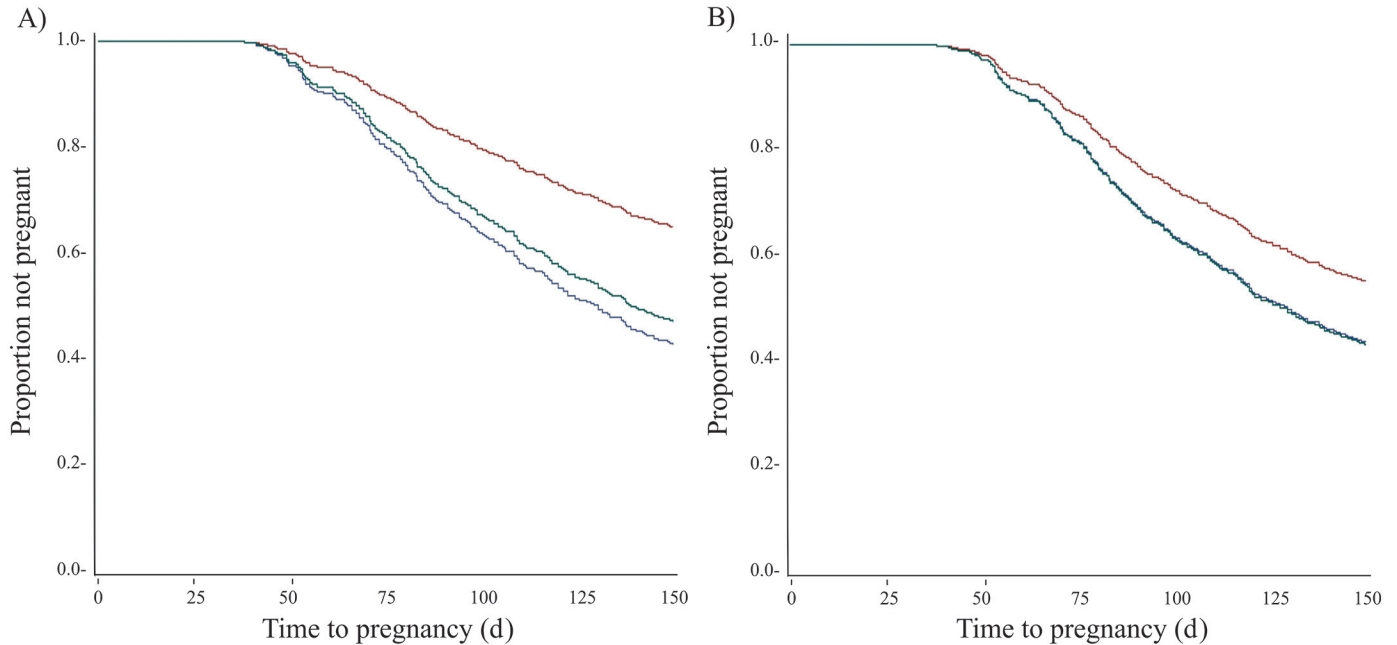 A)
1.0-
0.8-
0.6-
0.4-
0.2-
0.0-
0 25 50 75 100 125 150
Proportion not pregnant
Time to pregnancy (d)
B)
1.0-
0.8-
0.6-
0.4-
0.2-
0.0-
0 25 50 75 100 125 150
Proportion not pregnant
Time to pregnancy (d)